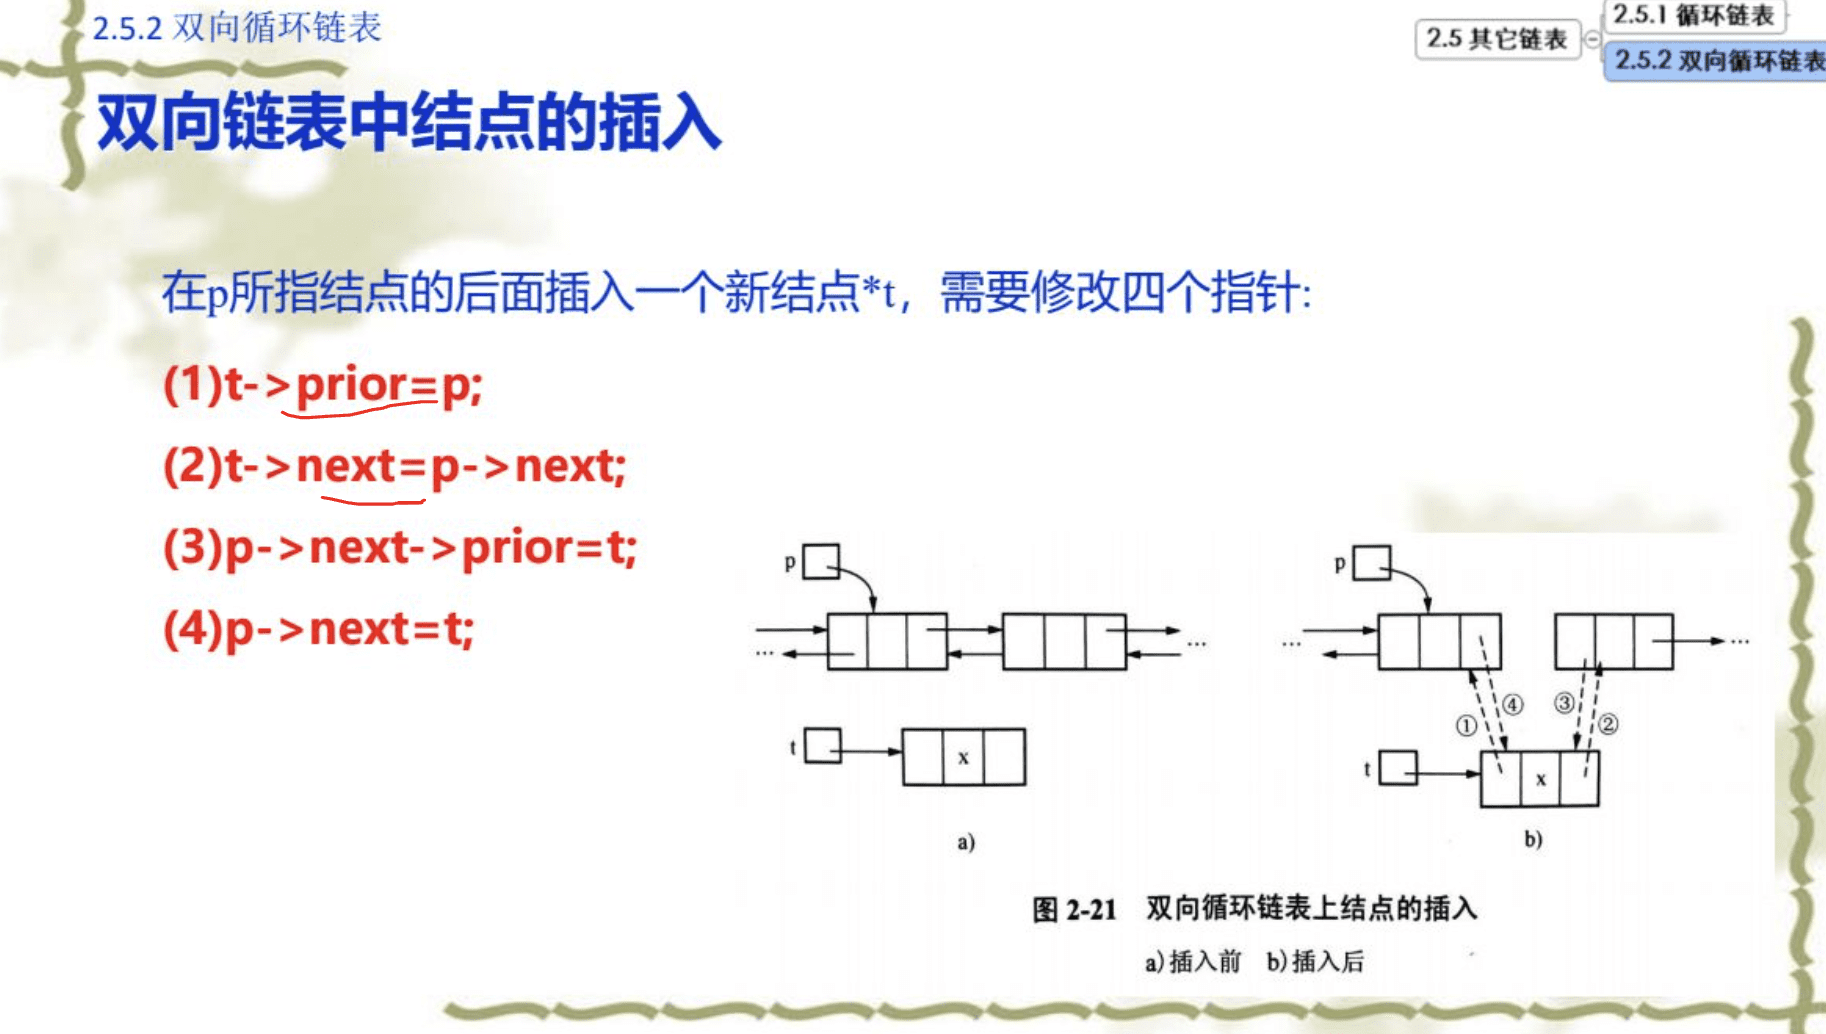 2.5.2 双向循环链表
2.5 其它链表
2.5.1 循环链表
2.5.2 双向循环链表
双向链表中结点的插入
在p所指结点的后面插入一个新结点*t，需要修改四个指针:
(1)t->prior=p;
(2)t->next=p->next;
(3)p->next->prior=t;
(4)p->next=t;
p
...
...
t
x
a)
p
...
...
①
④
③
②
t
x
b)
图 2-21 双向循环链表上结点的插入
a)插入前 b)插入后